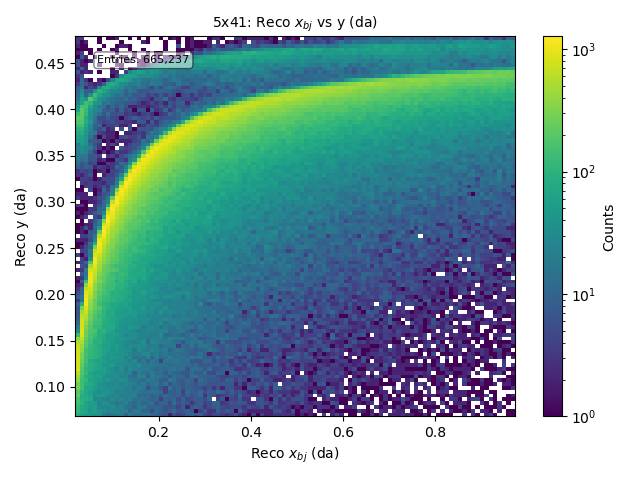 5x41: Reco x_bj vs y (da)
Entries: 665,237
Reco y (da)
0.45
0.40
0.35
0.30
0.25
0.20
0.15
0.10
0.2 0.4 0.6 0.8
Reco x_bj (da)
10^3
10^2
10^1
10^0
Counts